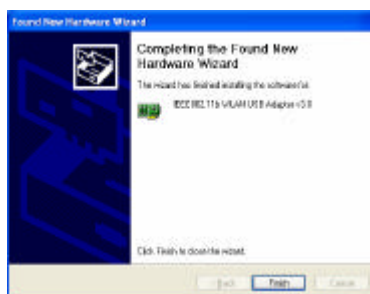 Found New Hardware Wizard
Completing the Found New
Hardware Wizard
The wizard has finished installing the software for:
IEEE 802.11b WLAN USB Adapter v3.0
Click Finish to close the wizard.
Back
Finish
Cancel